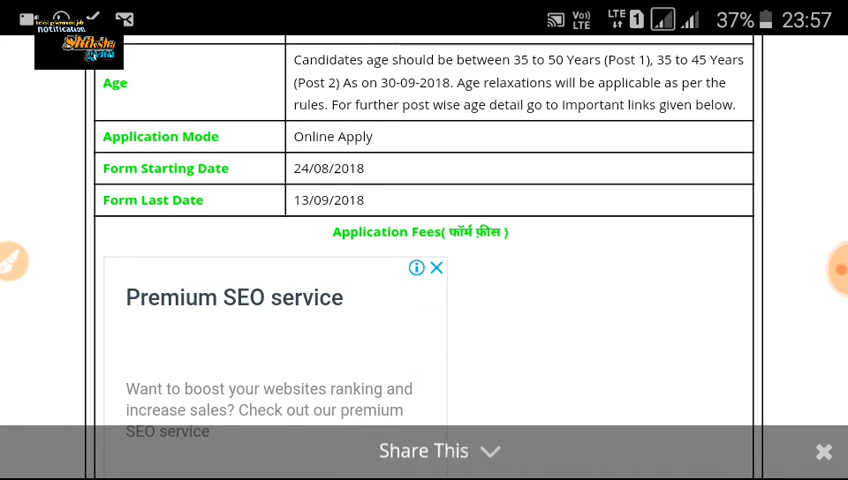 Vo))
LTE
LTE
1
37%
23:57
notification
Shiksha
Candidates age should be between 35 to 50 Years (Post 1), 35 to 45 Years
Age
(Post 2) As on 30-09-2018. Age relaxations will be applicable as per the
rules. For further post wise age detail go to Important links given below.
Application Mode
Online Apply
Form Starting Date
24/08/2018
Form Last Date
13/09/2018
Application Fees( फॉर्म फ़ीस )
Premium SEO service
Want to boost your websites ranking and
increase sales? Check out our premium
SEO service
Share This